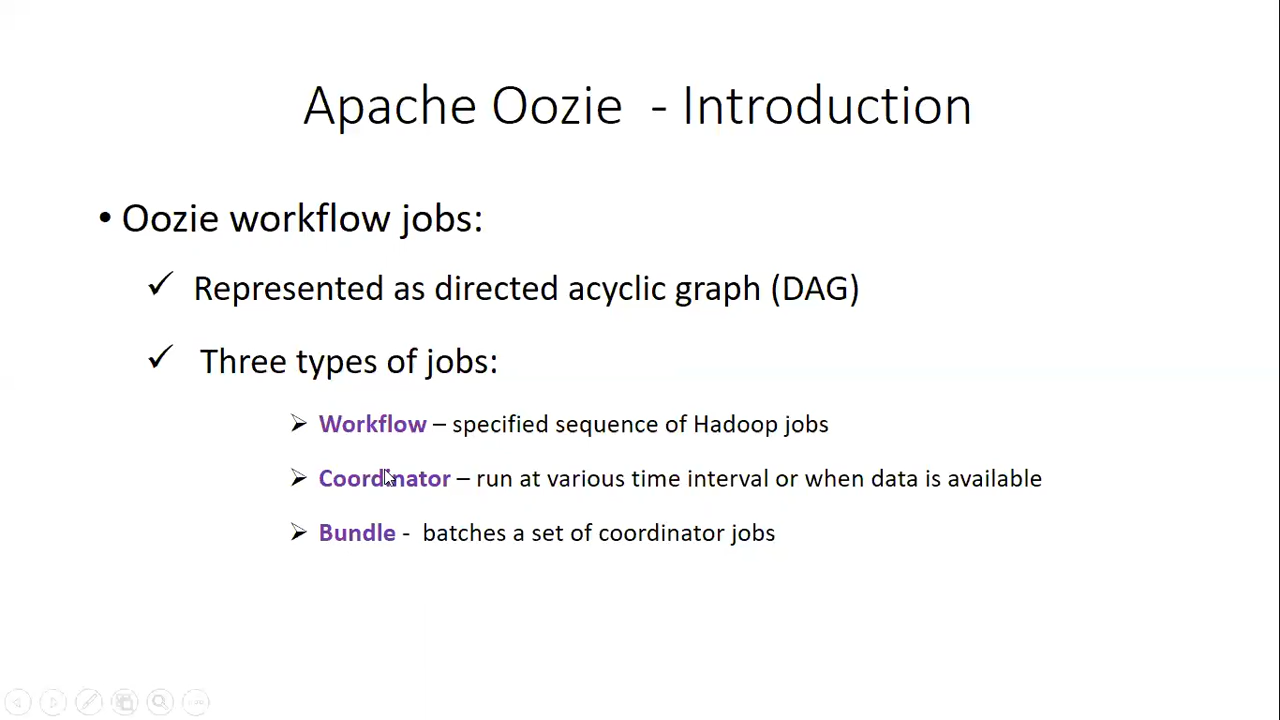 Apache Oozie - Introduction
• Oozie workflow jobs:
✓ Represented as directed acyclic graph (DAG)
✓ Three types of jobs:
➢ Workflow – specified sequence of Hadoop jobs
➢ Coordinator – run at various time interval or when data is available
➢ Bundle - batches a set of coordinator jobs